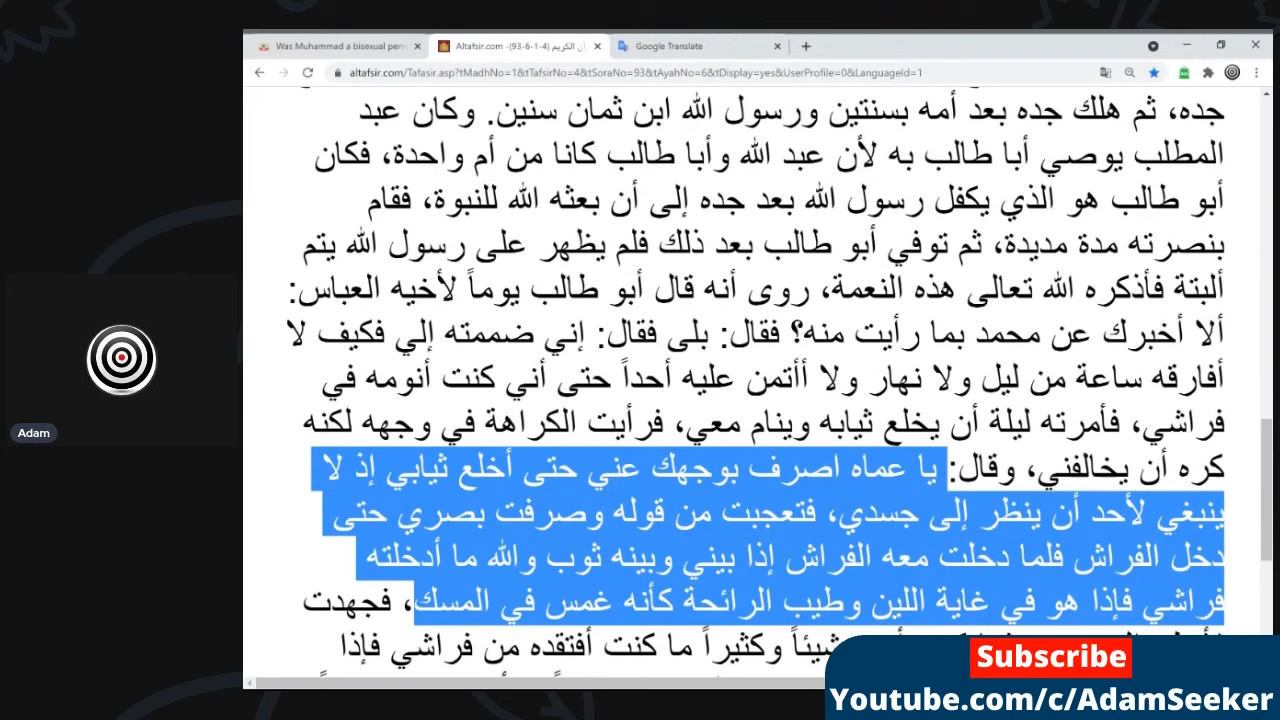 Was Muhammad a bisexual pers
Altafsir.com -(93-6-1-4) ن الكريم
Google Translate
altafsir.com/Tafasir.asp?tMadhNo=1&tTafsirNo=4&tSoraNo=93&tAyahNo=6&tDisplay=yes&UserProfile=0&LanguageId=1
جده، ثم هلك جده بعد أمه بسنتين ورسول الله ابن ثمان سنين. وكان عبد
المطلب يوصي أبا طالب به لأن عبد الله وأبا طالب كانا من أم واحدة، فكان
أبو طالب هو الذي يكفل رسول الله بعد جده إلى أن بعثه الله للنبوة، فقام
بنصرته مدة مديدة، ثم توفي أبو طالب بعد ذلك فلم يظهر على رسول الله يتم
ألبتة فأذكره الله تعالى هذه النعمة، روى أنه قال أبو طالب يوماً لأخيه العباس:
ألا أخبرك عن محمد بما رأيت منه؟ فقال: بلى فقال: إني ضممته إلي فكيف لا
أفارقه ساعة من ليل ولا نهار ولا أأتمن عليه أحداً حتى أني كنت أنومه في
فراشي، فأمرته ليلة أن يخلع ثيابه وينام معي، فرأيت الكراهة في وجهه لكنه
كره أن يخالفني، وقال: يا عماه اصرف بوجهك عني حتى أخلع ثيابي إذ لا
ينبغي لأحد أن ينظر إلى جسدي، فتعجبت من قوله وصرفت بصري حتى
دخل الفراش فلما دخلت معه الفراش إذا بيني وبينه ثوب والله ما أدخلته
فراشي فإذا هو في غاية اللين وطيب الرائحة كأنه غمس في المسك، فجهدت
شيئاً وكثيراً ما كنت أفتقده من فراشي فإذا
Adam
Subscribe
Youtube.com/c/AdamSeeker